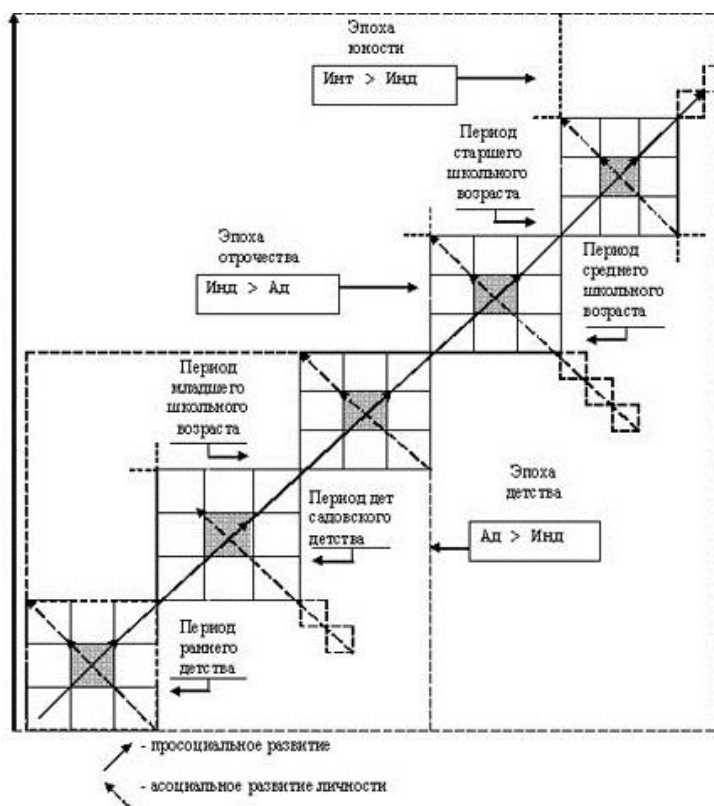 Эпоха
юности
Инт > Инд
Период
старшего
школьного
возраста
Эпоха
отрочества
Инд > Ад
Период
среднего
школьного
возраста
Период
младшего
школьного
возраста
Эпоха
детства
Ад > Инд
Период дет
садовского
детства
Период
раннего
детства
- просоциальное развитие
- асоциальное развитие личности